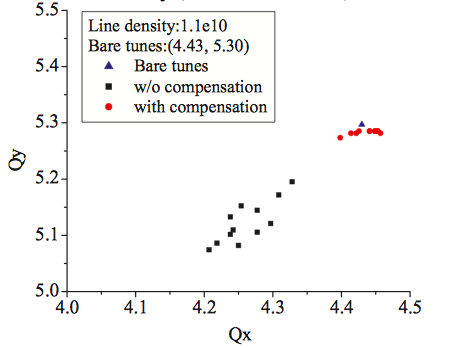 Line density:1.1e10
Bare tunes:(4.43, 5.30)
Bare tunes
w/o compensation
with compensation
5.5
5.4
5.3
5.2
5.1
5.0
Qy
4.0 4.1 4.2 4.3 4.4 4.5
Qx